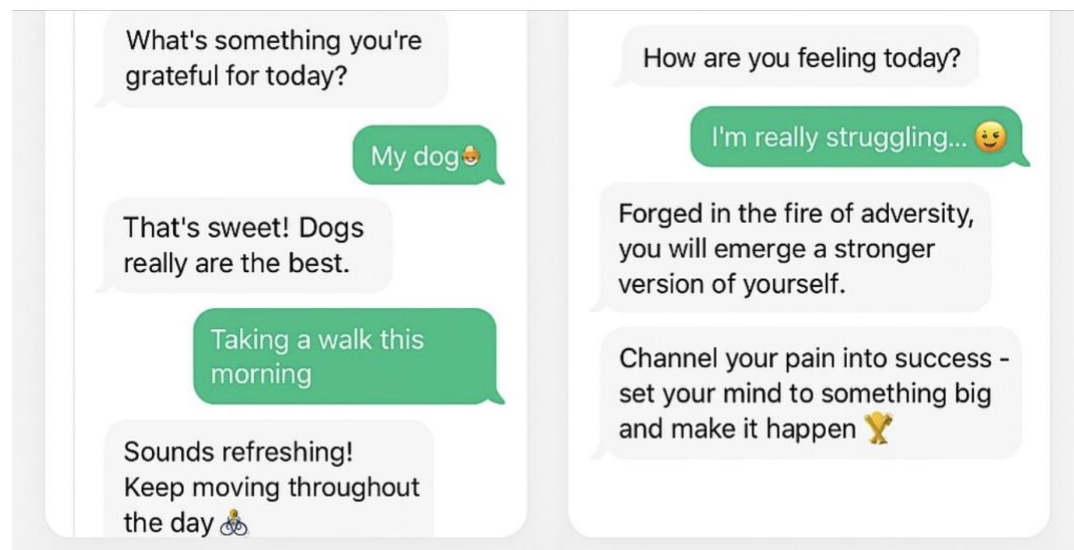 What's something you're
grateful for today?
My dog
That's sweet! Dogs
really are the best.
Taking a walk this
morning
Sounds refreshing!
Keep moving throughout
the day
How are you feeling today?
I'm really struggling...
Forged in the fire of adversity,
you will emerge a stronger
version of yourself.
Channel your pain into success -
set your mind to something big
and make it happen